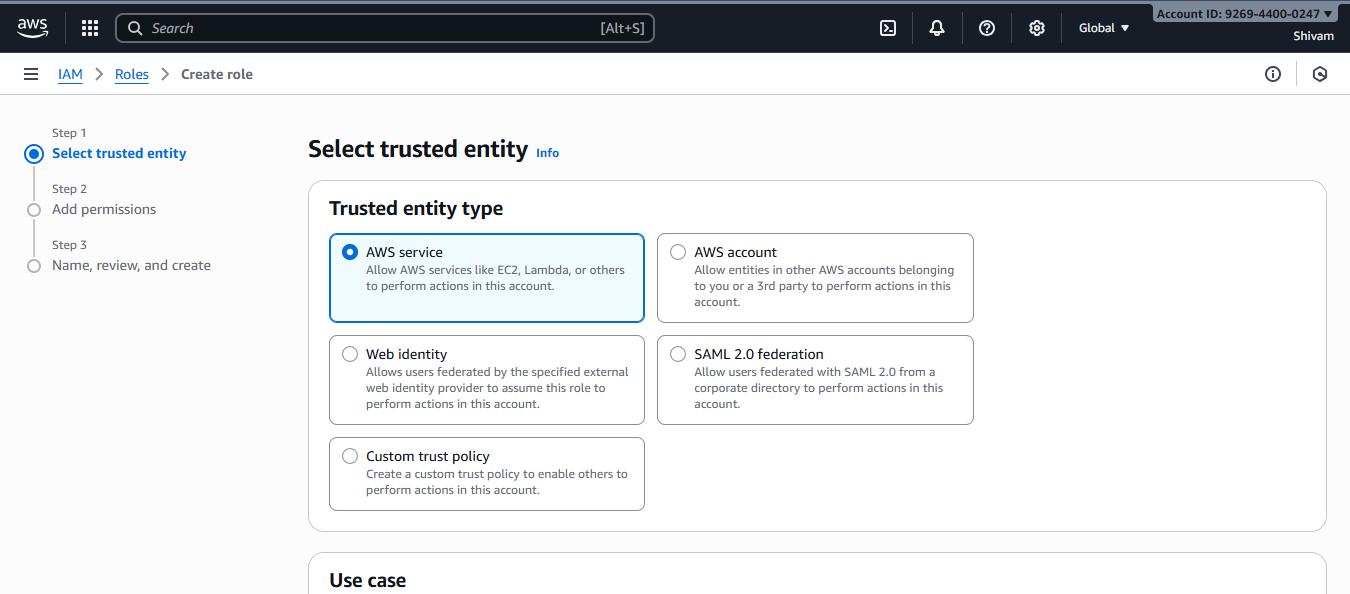 aws
Search
[Alt+S]
Global
Account ID: 9269-4400-0247
Shivam
IAM
Roles
Create role
Step 1
Select trusted entity
Step 2
Add permissions
Step 3
Name, review, and create
Select trusted entity Info
Trusted entity type
AWS service
Allow AWS services like EC2, Lambda, or others
to perform actions in this account.
AWS account
Allow entities in other AWS accounts belonging
to you or a 3rd party to perform actions in this
account.
Web identity
Allows users federated by the specified external
web identity provider to assume this role to
perform actions in this account.
SAML 2.0 federation
Allow users federated with SAML 2.0 from a
corporate directory to perform actions in this
account.
Custom trust policy
Create a custom trust policy to enable others to
perform actions in this account.
Use case